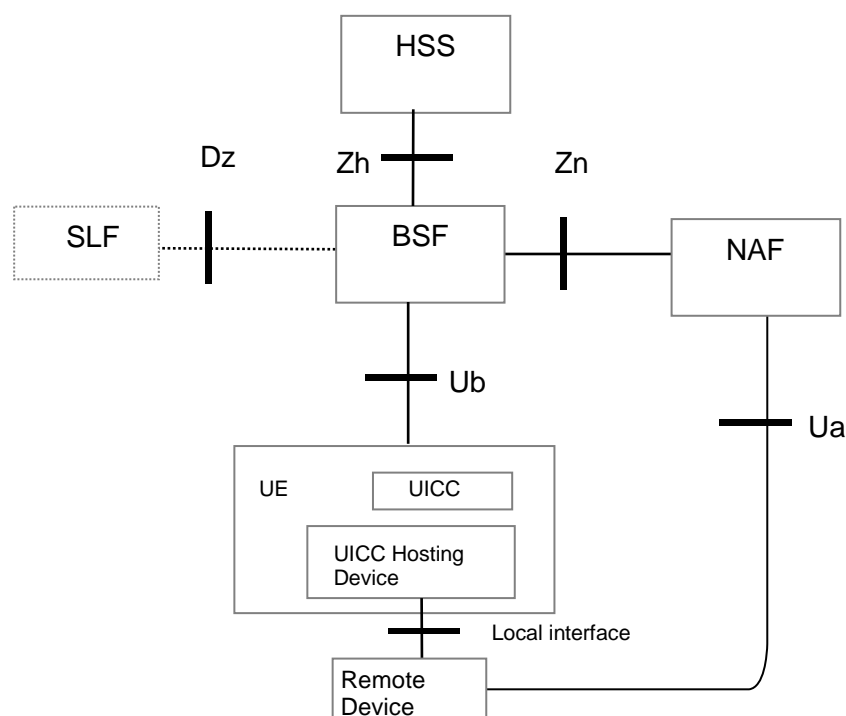 HSS
Dz
Zh
Zn
SLF
BSF
NAF
Ub
Ua
UE
UICC
UICC Hosting
Device
Local interface
Remote
Device